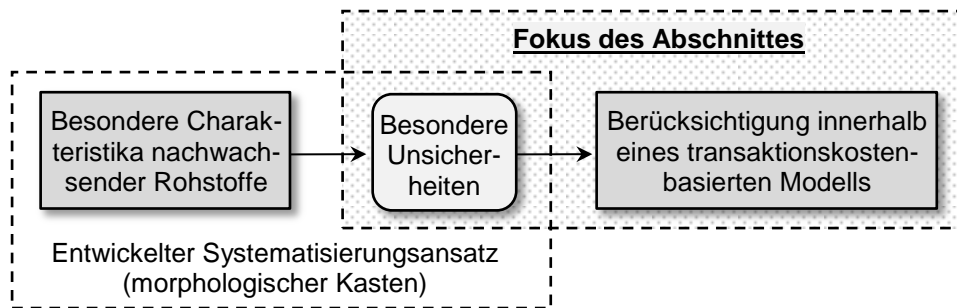 Fokus des Abschnittes
Besondere Charak-
teristika nachwach-
sender Rohstoffe
Besondere
Unsicher-
heiten
Berücksichtigung innerhalb
eines transaktionskosten-
basierten Modells
Entwickelter Systematisierungsansatz
(morphologischer Kasten)